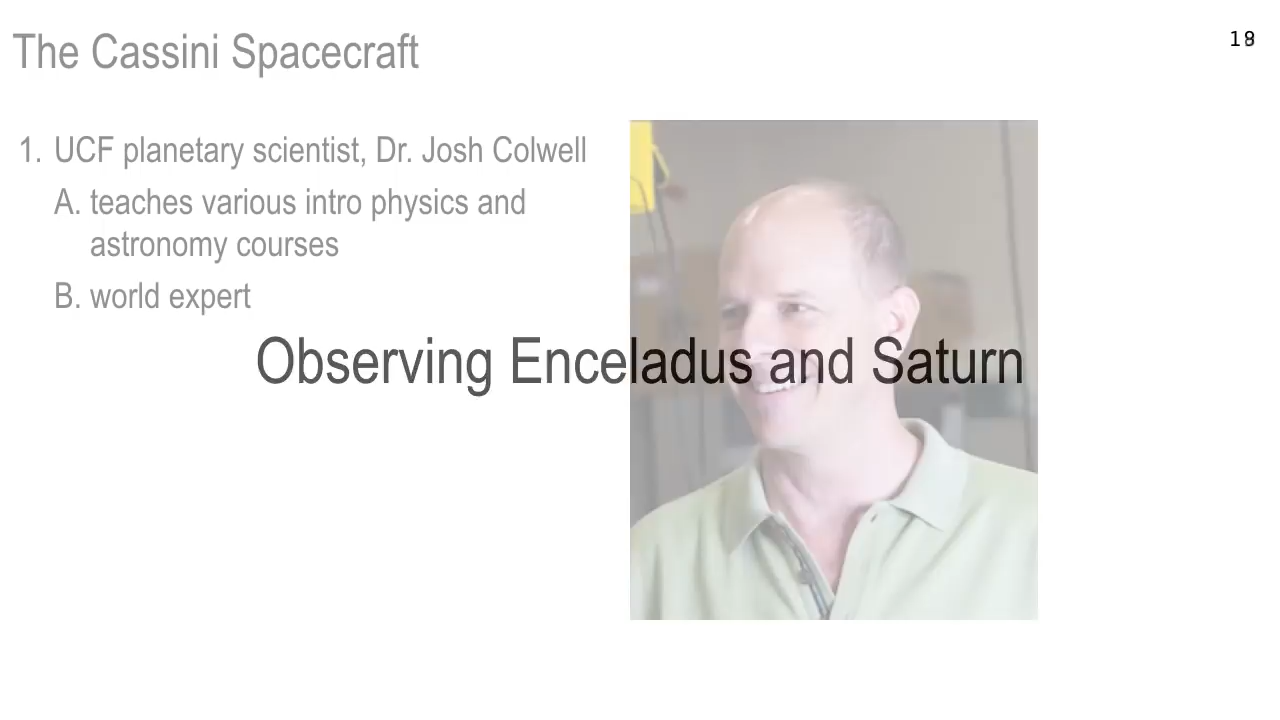 The Cassini Spacecraft
18
1. UCF planetary scientist, Dr. Josh Colwell
A. teaches various intro physics and
astronomy courses
B. world expert
Observing Enceladus and Saturn